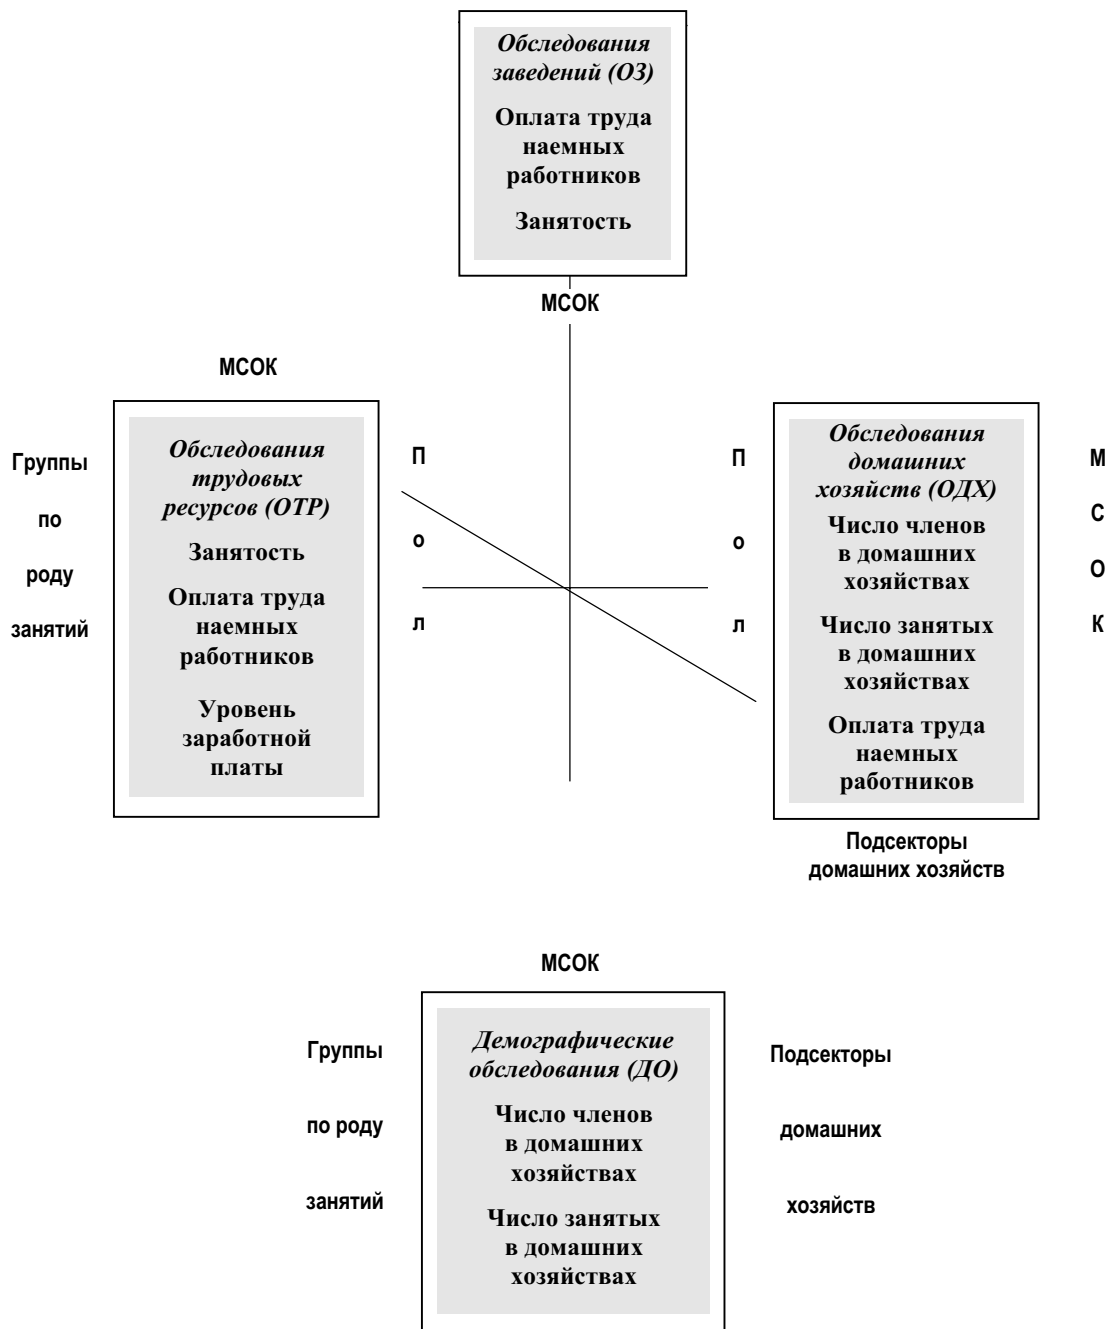 Обследования
заведений (ОЗ)
Оплата труда
наемных
работников
Занятость
МСОК
МСОК
Группы
по
роду
занятий
Обследования
трудовых
ресурсов (ОТР)
Занятость
Оплата труда
наемных
работников
Уровень
заработной
платы
П
о
л
П
о
л
Обследования
домашних
хозяйств (ОДХ)
Число членов
в домашних
хозяйствах
Число занятых
в домашних
хозяйствах
Оплата труда
наемных
работников
М
С
О
К
Подсекторы
домашних хозяйств
МСОК
Группы
по роду
занятий
Демографические
обследования (ДО)
Число членов
в домашних
хозяйствах
Число занятых
в домашних
хозяйствах
Подсекторы
домашних
хозяйств